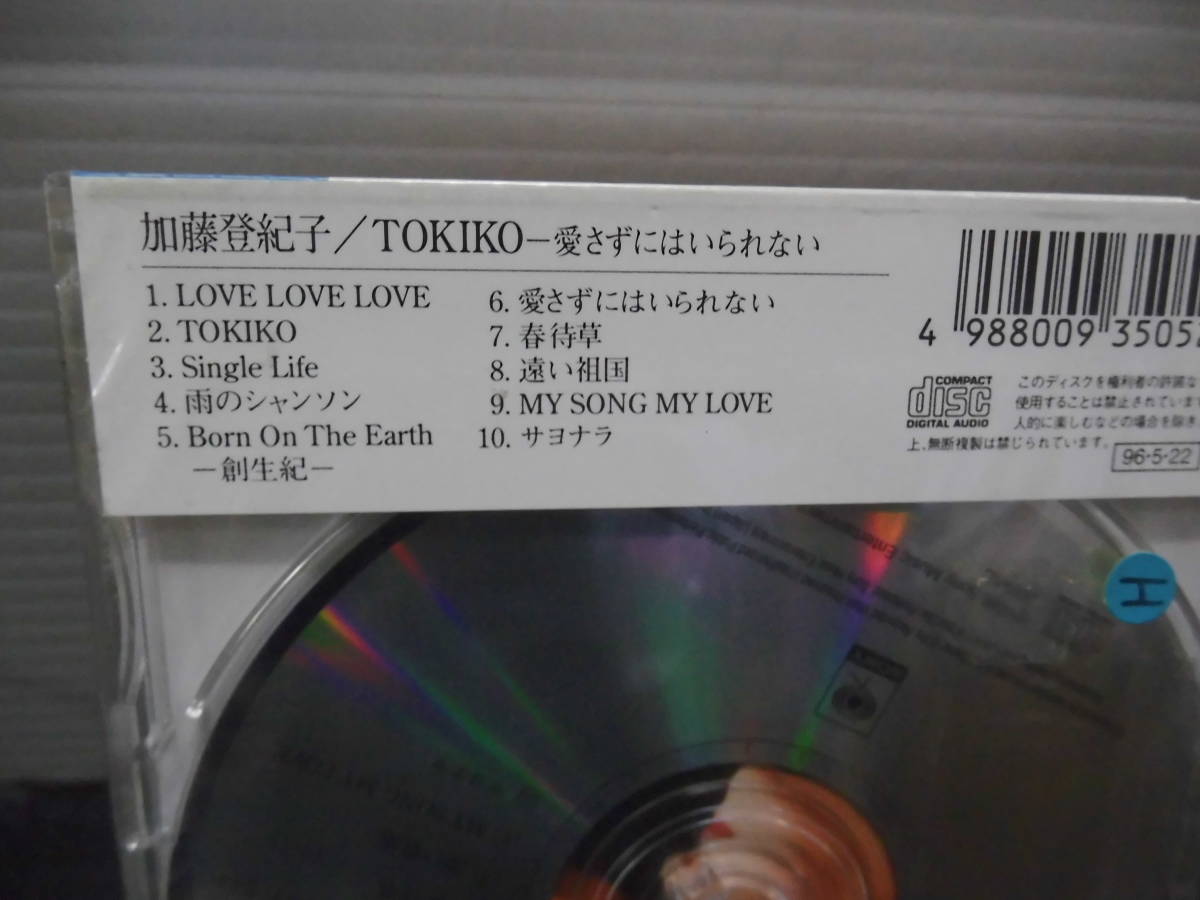 加藤登紀子／TOKIKO－愛さずにはいられない
1. LOVE LOVE LOVE
2. TOKIKO
3. Single Life
4. 雨のシャンソン
5. Born On The Earth
－創生紀－
6. 愛さずにはいられない
7. 春待草
8. 遠い祖国
9. MY SONG MY LOVE
10. サヨナラ
4 988009 35052
COMPACT
disc
DIGITAL AUDIO
このディスクを権利者の許諾な
使用することは禁止されています
人的に楽しむなどの場合を除き
上、無断複製は禁じられています。
96・5・22
エ